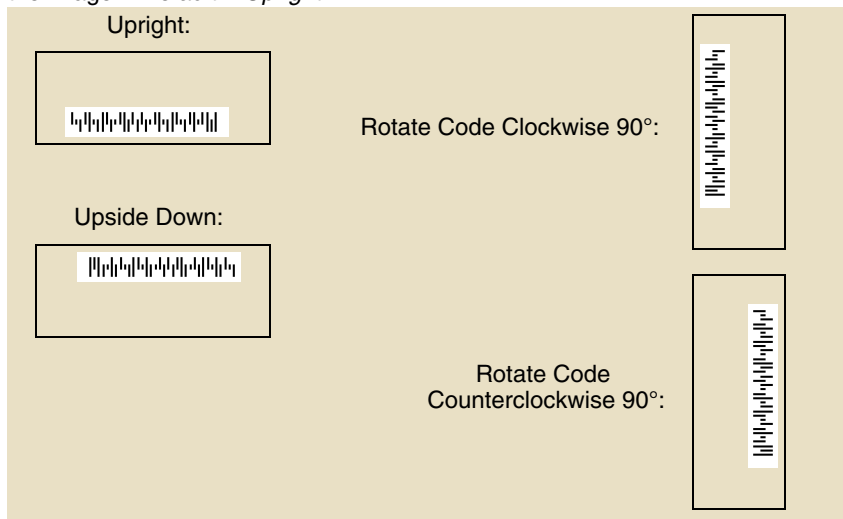 Upright:
Rotate Code Clockwise 90°:
Upside Down:
Rotate Code
Counterclockwise 90°: